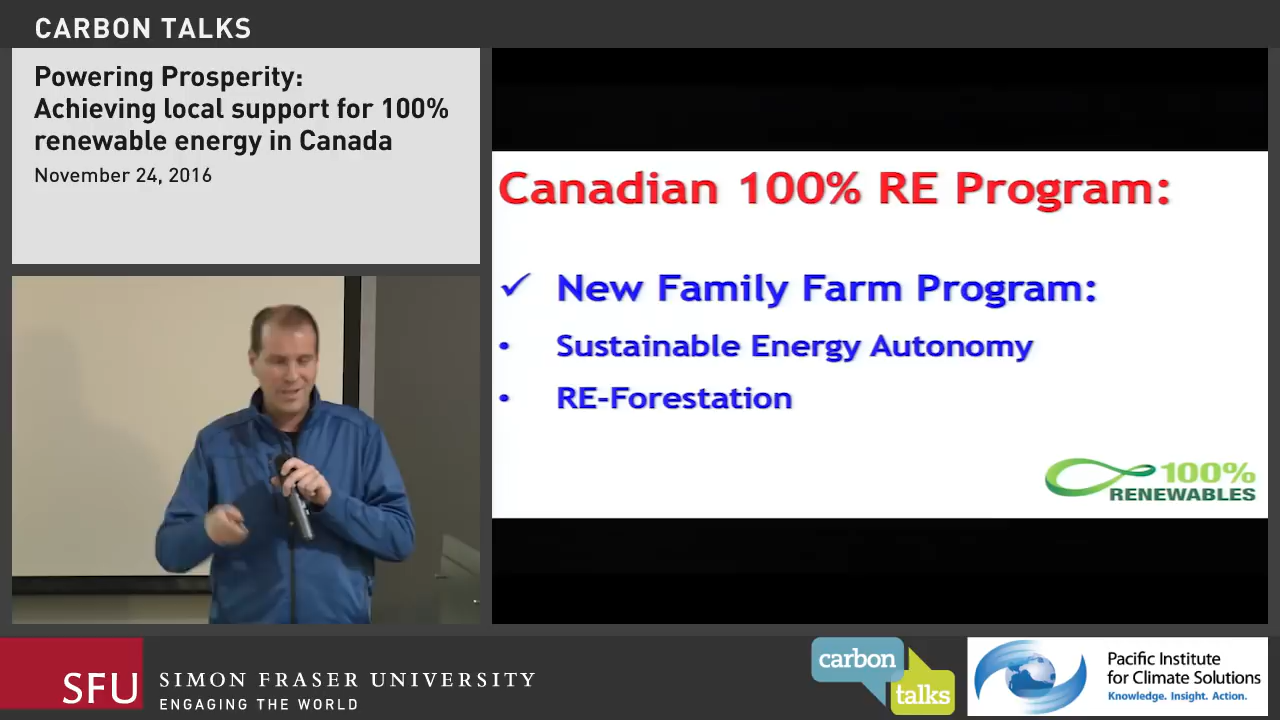 CARBON TALKS
Powering Prosperity:
Achieving local support for 100%
renewable energy in Canada
November 24, 2016
Canadian 100% RE Program:
✓ New Family Farm Program:
• Sustainable Energy Autonomy
• RE-Forestation
100%
RENEWABLES
SFU
SIMON FRASER UNIVERSITY
ENGAGING THE WORLD
carbon
talks
Pacific Institute
for Climate Solutions
Knowledge. Insight. Action.